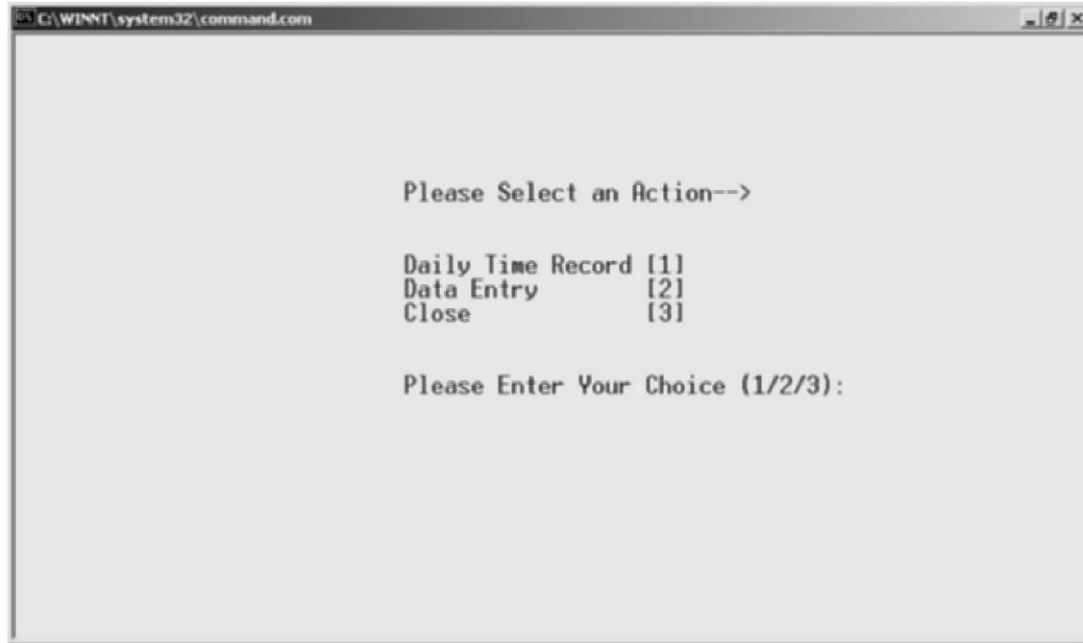 C:\WINNT\system32\command.com
Please Select an Action-->
Daily Time Record [1]
Data Entry [2]
Close [3]
Please Enter Your Choice (1/2/3):